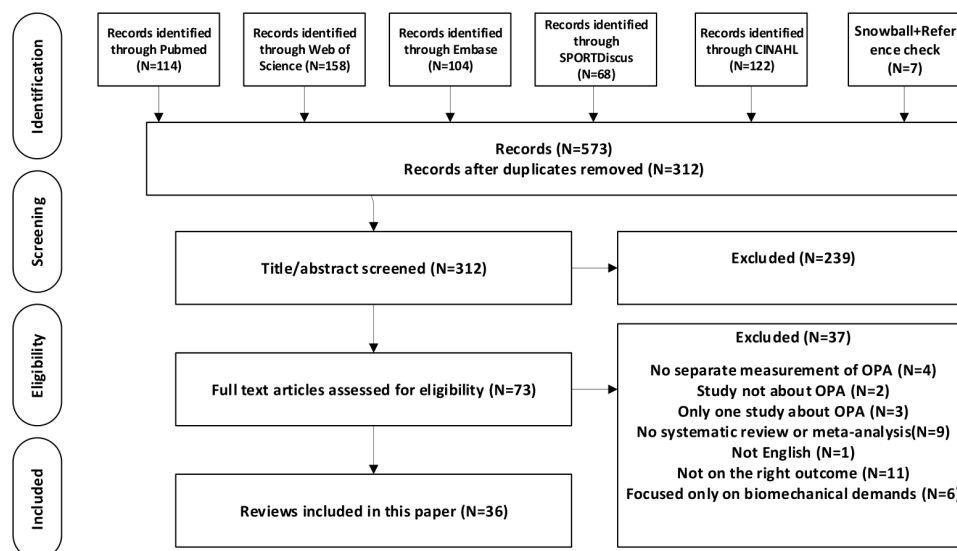 Identification
Records identified
through Pubmed
(N=114)
Records identified
through Web of
Science (N=158)
Records identified
through Embase
(N=104)
Records identified
through
SPORTDiscus
(N=68)
Records identified
through CINAHL
(N=122)
Snowball+Refer
ence check
(N=7)
Records (N=573)
Records after duplicates removed (N=312)
Screening
Title/abstract screened (N=312)
Excluded (N=239)
Eligibility
Full text articles assessed for eligibility (N=73)
Excluded (N=37)
No separate measurement of OPA (N=4)
Study not about OPA (N=2)
Only one study about OPA (N=3)
No systematic review or meta-analysis(N=9)
Not English (N=1)
Not on the right outcome (N=11)
Focused only on biomechanical demands (N=6)
Included
Reviews included in this paper (N=36)